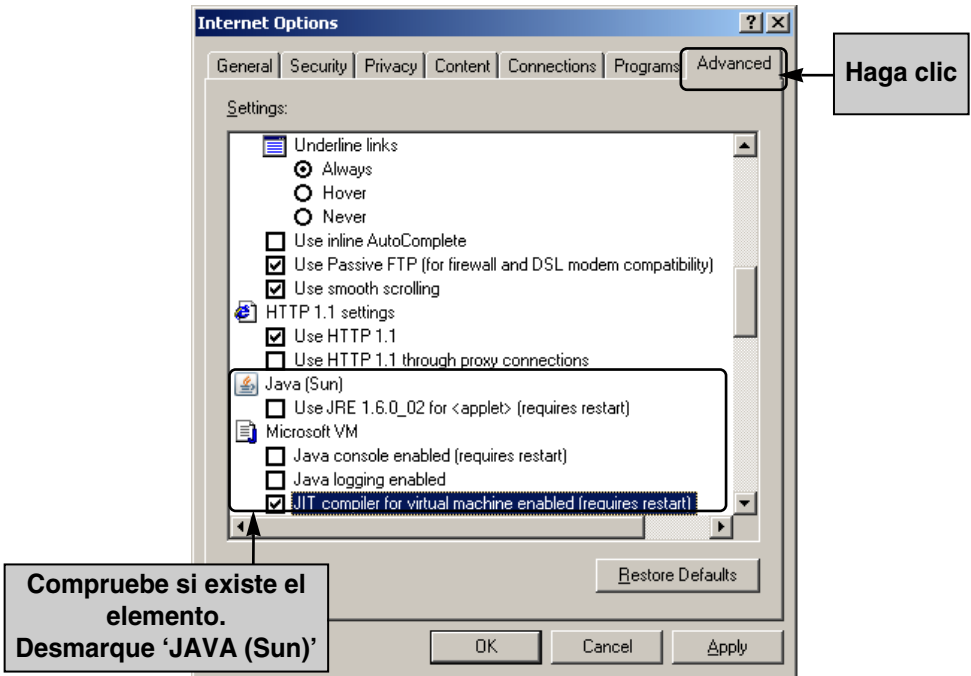 Internet Options
General Security Privacy Content Connections Programs Advanced
Haga clic
Settings:
Underline links
Always
Hover
Never
Use inline AutoComplete
Use Passive FTP (for firewall and DSL modem compatibility)
Use smooth scrolling
HTTP 1.1 settings
Use HTTP 1.1
Use HTTP 1.1 through proxy connections
Java (Sun)
Use JRE 1.6.0_02 for <applet> (requires restart)
Microsoft VM
Java console enabled (requires restart)
Java logging enabled
JIT compiler for virtual machine enabled (requires restart)
Restore Defaults
Compruebe si existe el
elemento.
Desmarque ‘JAVA (Sun)’
OK Cancel Apply